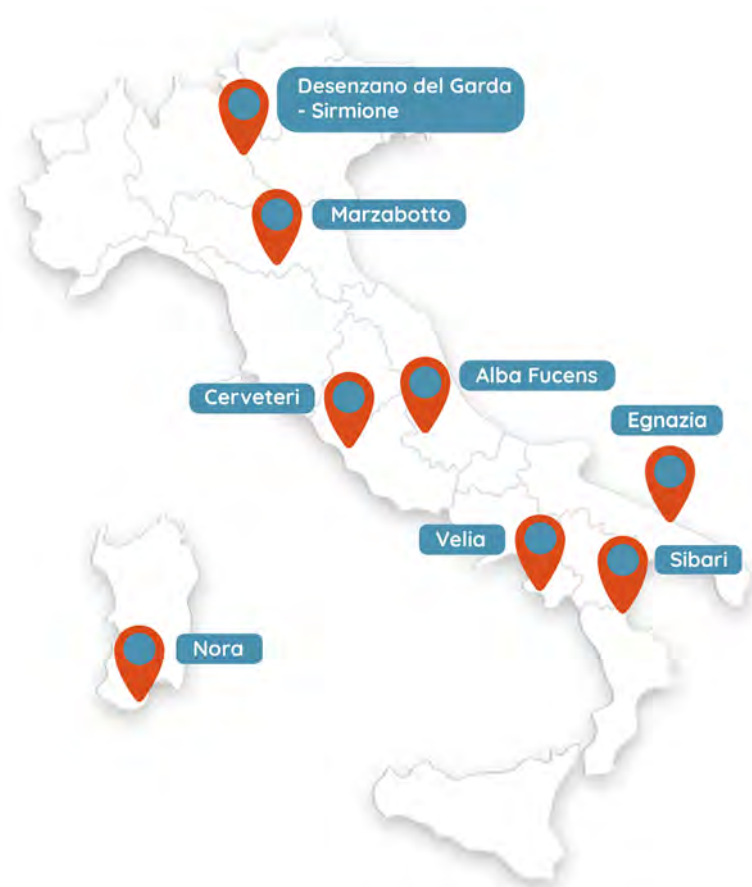 Desenzano del Garda
- Sirmione
Marzabotto
Alba Fucens
Cerveteri
Egnazia
Velia
Sibari
Nora